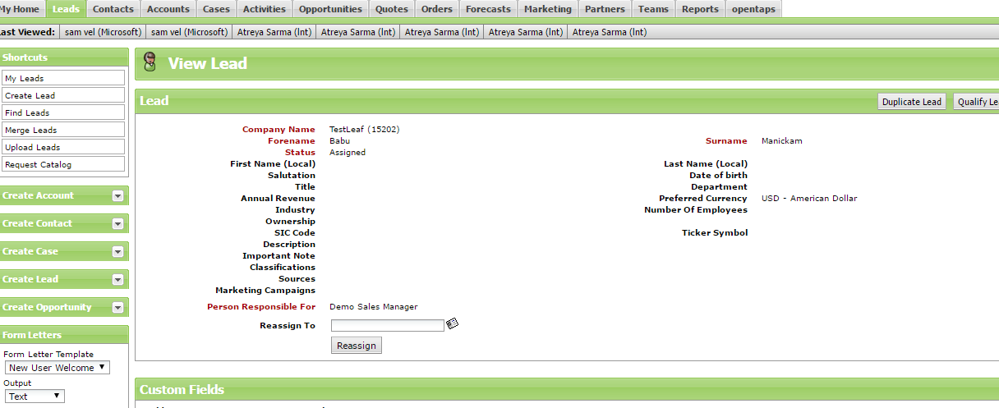 My Home Leads Contacts Accounts Cases Activities Opportunities Quotes Orders Forecasts Marketing Partners Teams Reports opentaps
Last Viewed: sam vel (Microsoft) sam vel (Microsoft) Atreya Sarma (Int) Atreya Sarma (Int) Atreya Sarma (Int) Atreya Sarma (Int) Atreya Sarma (Int)
Shortcuts
My Leads
Create Lead
Find Leads
Merge Leads
Upload Leads
Request Catalog
Create Account
Create Contact
Create Case
Create Lead
Create Opportunity
Form Letters
Form Letter Template
New User Welcome
Output
Text
View Lead
Lead Duplicate Lead Qualify Le
Company Name TestLeaf (15202)
Forename Babu Surname Manickam
Status Assigned
First Name (Local) Last Name (Local)
Salutation Date of birth
Title Department
Annual Revenue Preferred Currency USD - American Dollar
Industry Number Of Employees
Ownership
SIC Code Ticker Symbol
Description
Important Note
Classifications
Sources
Marketing Campaigns
Person Responsible For Demo Sales Manager
Reassign To
Reassign
Custom Fields